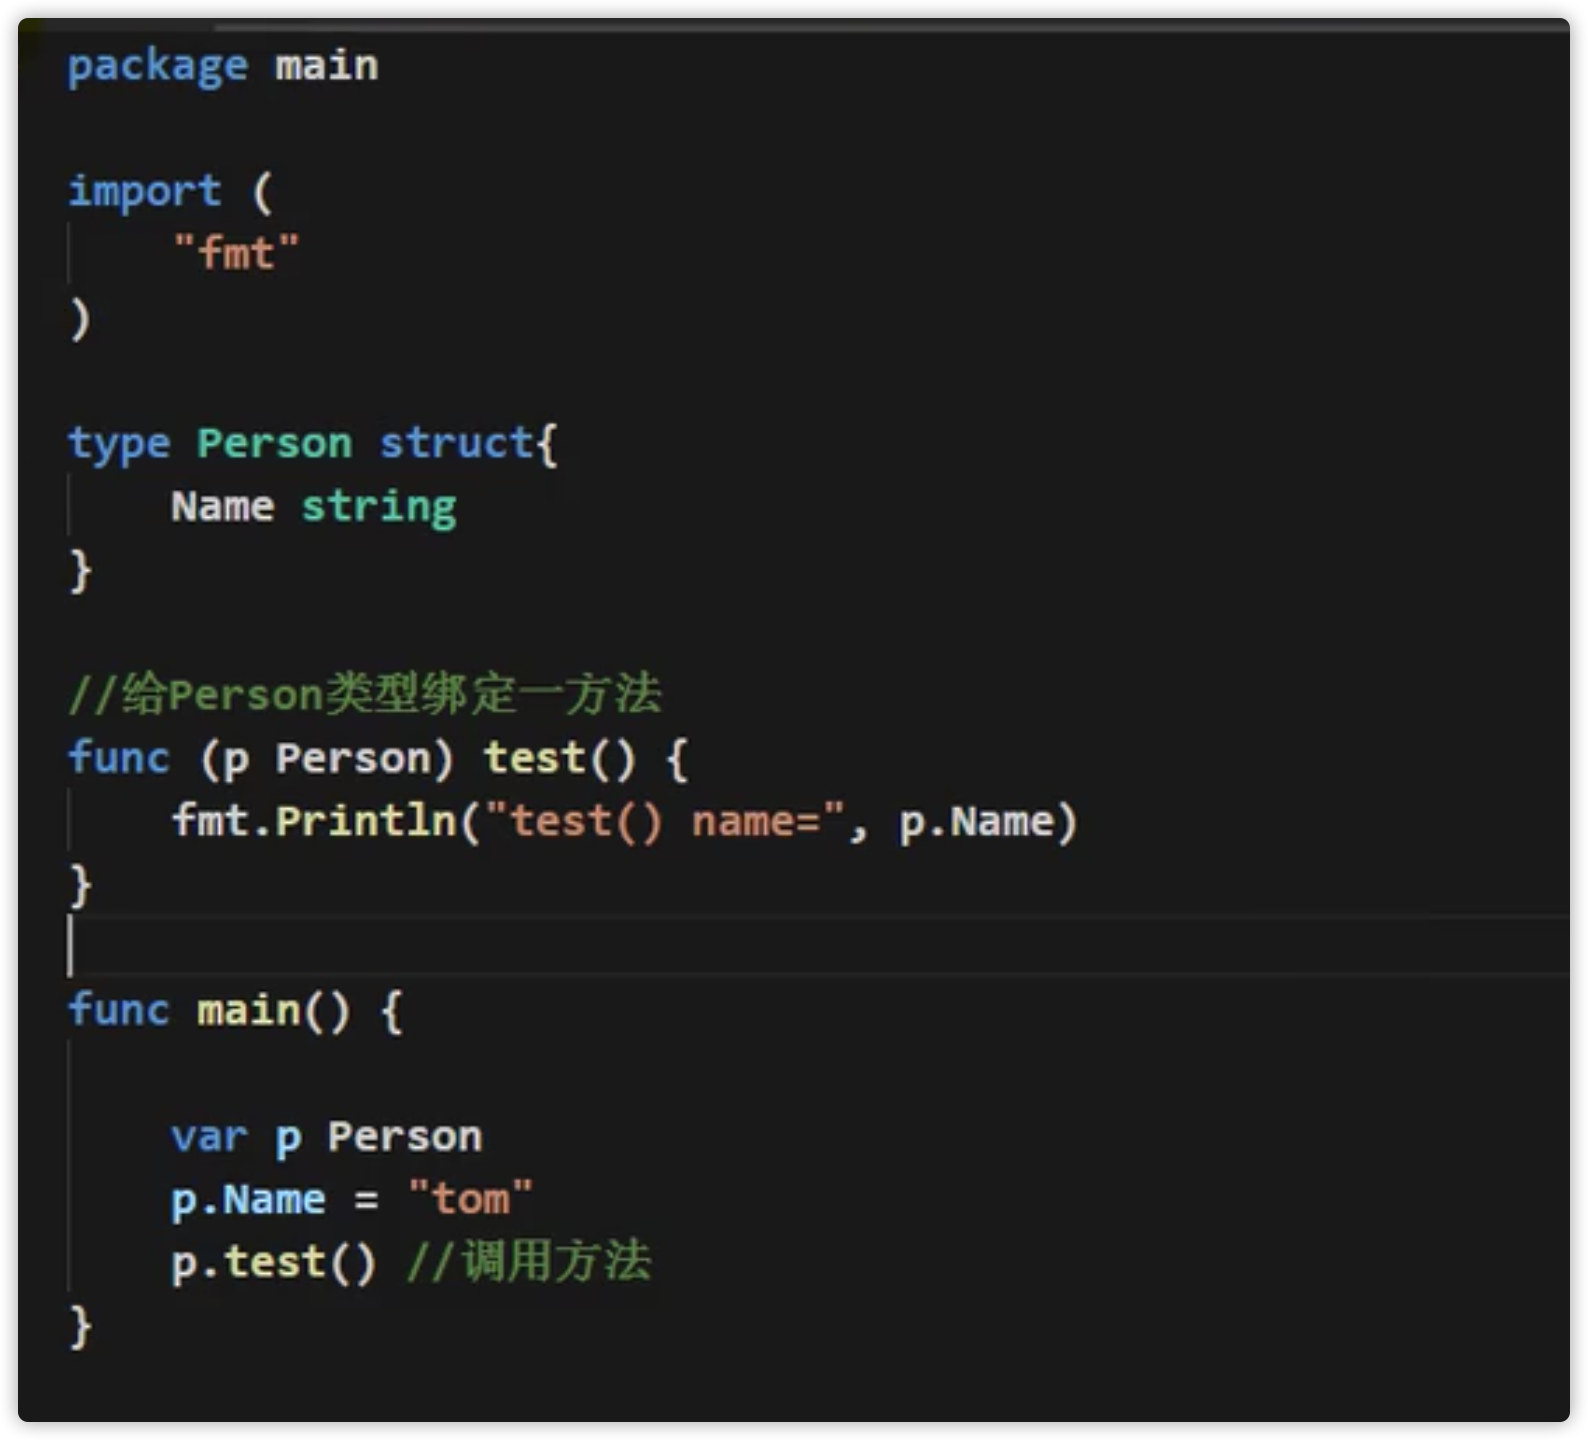 package main
import (
"fmt"
)
type Person struct{
Name string
}
//给Person类型绑定一方法
func (p Person) test() {
fmt.Println("test() name=", p.Name)
}
func main() {
var p Person
p.Name = "tom"
p.test() //调用方法
}